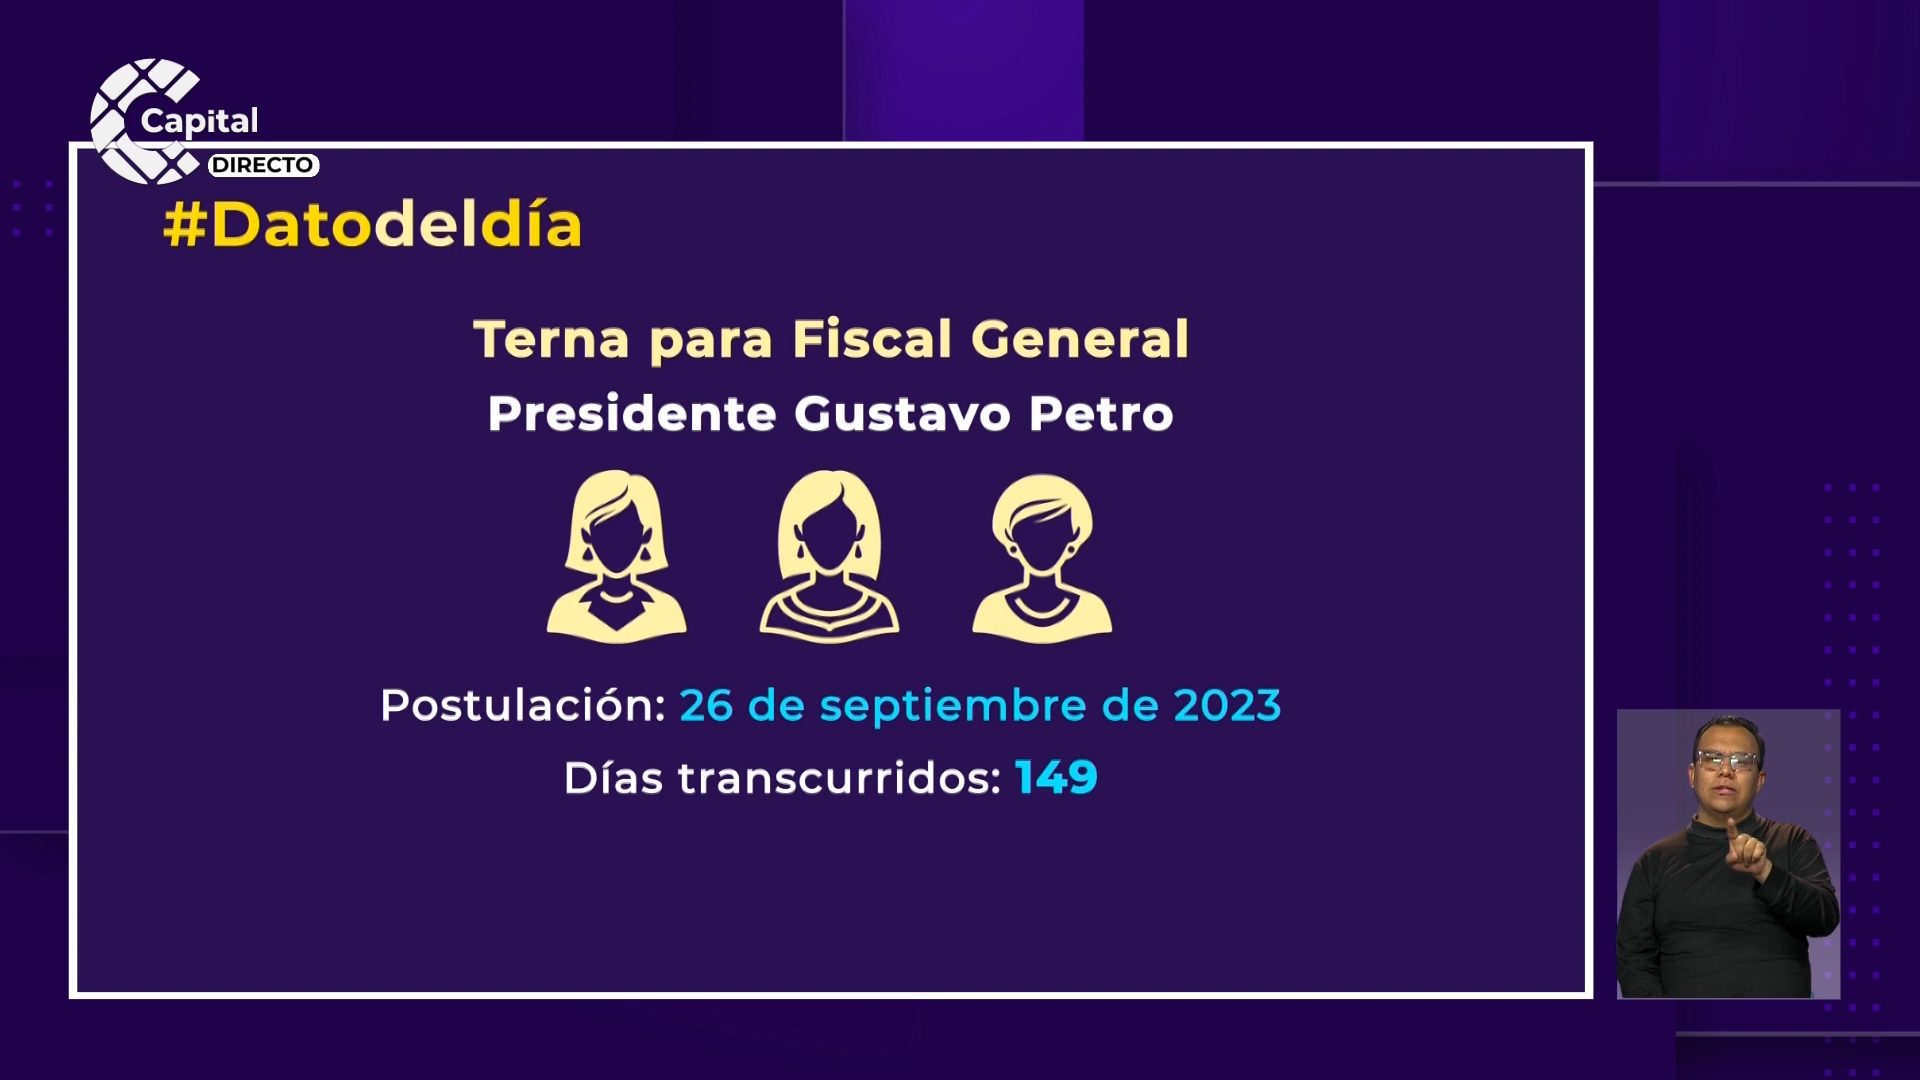 Capital
DIRECTO
#Datodeldía
Terna para Fiscal General
Presidente Gustavo Petro
Postulación: 26 de septiembre de 2023
Días transcurridos: 149